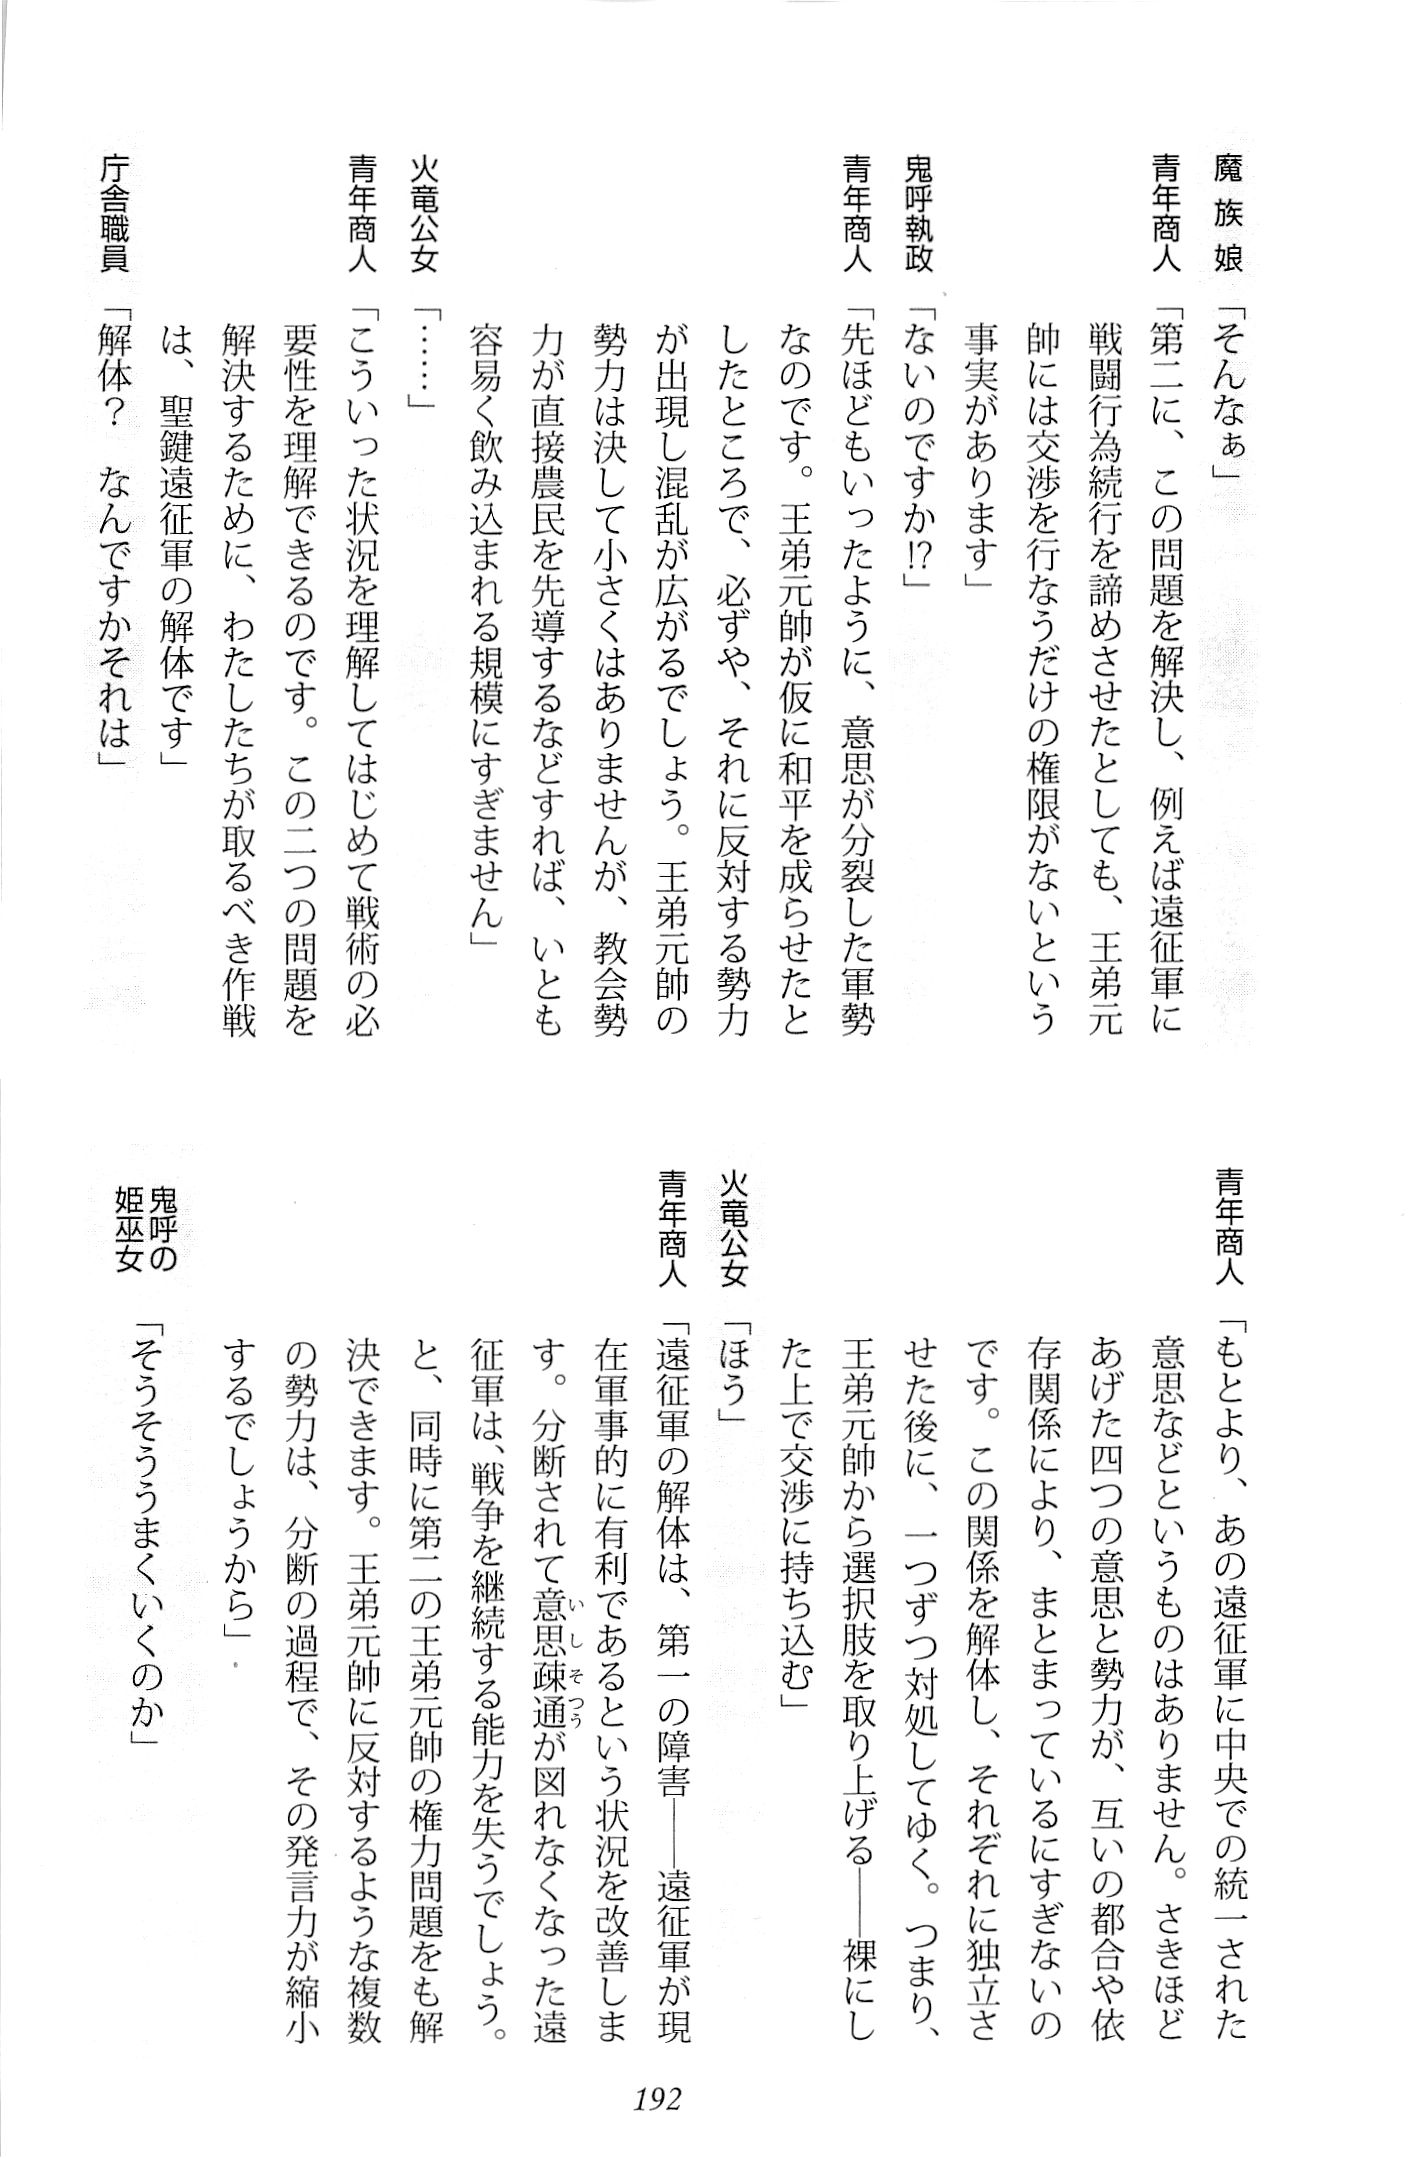 魔族娘「そんなぁ」
青年商人「第二に、この問題を解決し、例えば遠征軍に
戦闘行為続行を諦めさせたとしても、王弟元
帥には交渉を行なうだけの権限がないという
事実があります」
鬼呼執政「ないのですか!?」
青年商人「先ほどもいったように、意思が分裂した軍勢
なのです。王弟元帥が仮に和平を成らせたと
したところで、必ずや、それに反対する勢力
が出現し混乱が広がるでしょう。王弟元帥の
勢力は決して小さくはありませんが、教会勢
力が直接農民を先導するなどすれば、いとも
容易く飲み込まれる規模にすぎません」
火竜公女「……」
青年商人「こういった状況を理解してはじめて戦術の必
要性を理解できるのです。この二つの問題を
解決するために、わたしたちが取るべき作戦
は、聖鍵遠征軍の解体です」
庁舎職員「解体?　なんですかそれは」
青年商人「もとより、あの遠征軍に中央での統一された
意思などというものはありません。さきほど
あげた四つの意思と勢力が、互いの都合や依
存関係により、まとまっているにすぎないの
です。この関係を解体し、それぞれに独立さ
せた後に、一つずつ対処してゆく。つまり、
王弟元帥から選択肢を取り上げる――裸にし
た上で交渉に持ち込む」
火竜公女「ほう」
青年商人「遠征軍の解体は、第一の障害――遠征軍が現
在軍事的に有利であるという状況を改善しま
す。分断されて意思疎通が図れなくなった遠
いしそつう
征軍は、戦争を継続する能力を失うでしょう。
と、同時に第二の王弟元帥の権力問題をも解
決できます。王弟元帥に反対するような複数
の勢力は、分断の過程で、その発言力が縮小
するでしょうから」
鬼呼の
姫巫女「そうそううまくいくのか」
192